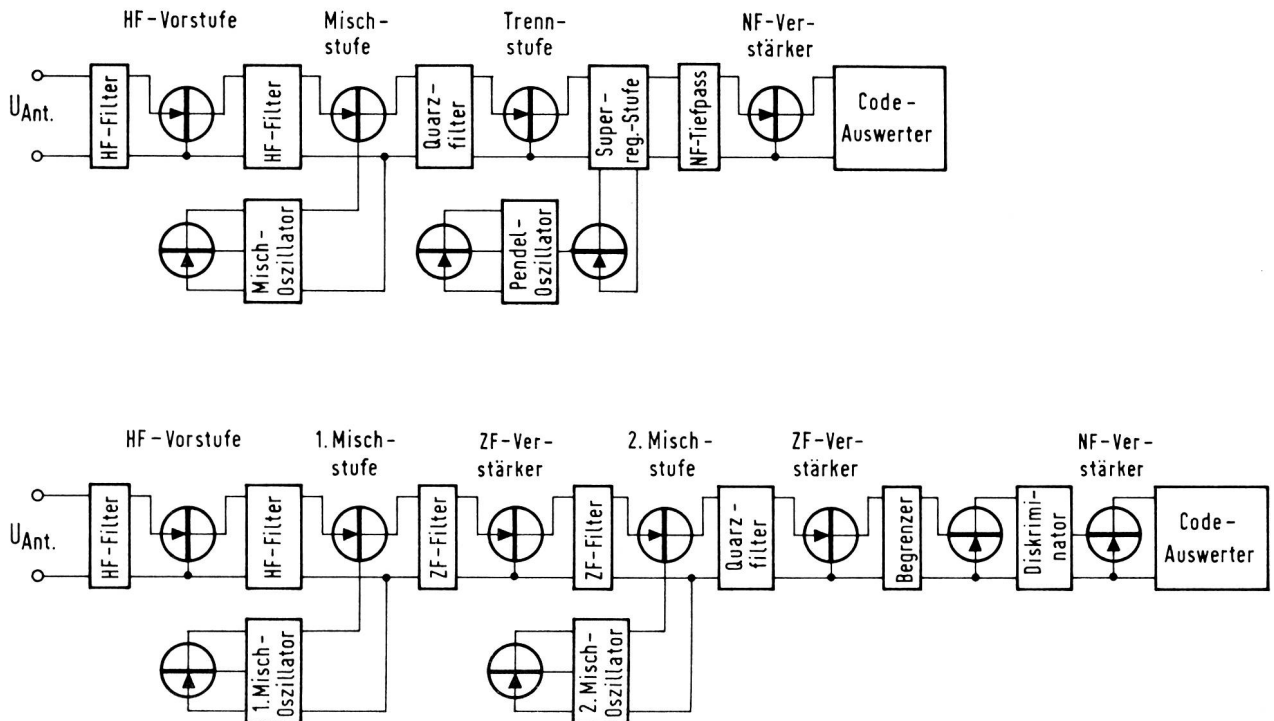 HF-Vorstufe
Misch-
stufe
Trenn-
stufe
NF-Ver-
stärker
UAnt.
HF-Filter
HF-Filter
Quarz-
filter
Super-
reg.-Stufe
NF-Tiefpass
Code-
Auswerter
Misch-
Oszillator
Pendel-
Oszillator
HF-Vorstufe
1. Misch-
stufe
ZF-Ver-
stärker
2. Misch-
stufe
ZF-Ver-
stärker
NF-Ver-
stärker
UAnt.
HF-Filter
HF-Filter
ZF-Filter
ZF-Filter
Quarz-
filter
Begrenzer
Diskrimi-
nator
Code-
Auswerter
1. Misch-
Oszillator
2. Misch-
Oszillator